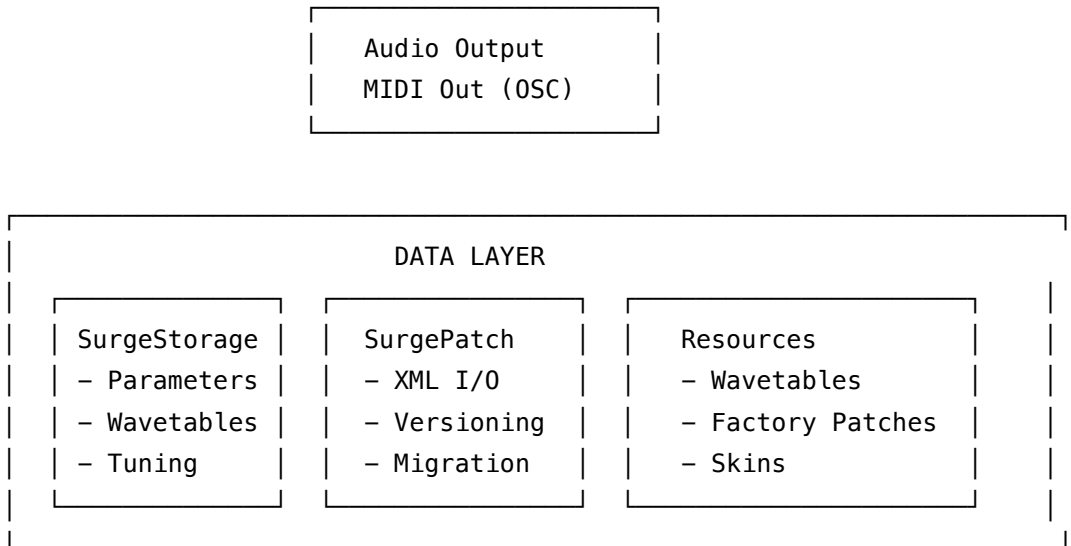 Audio Output
MIDI Out (OSC)
DATA LAYER
SurgeStorage SurgePatch Resources
– Parameters – XML I/O – Wavetables
– Wavetables – Versioning – Factory Patches
– Tuning – Migration – Skins